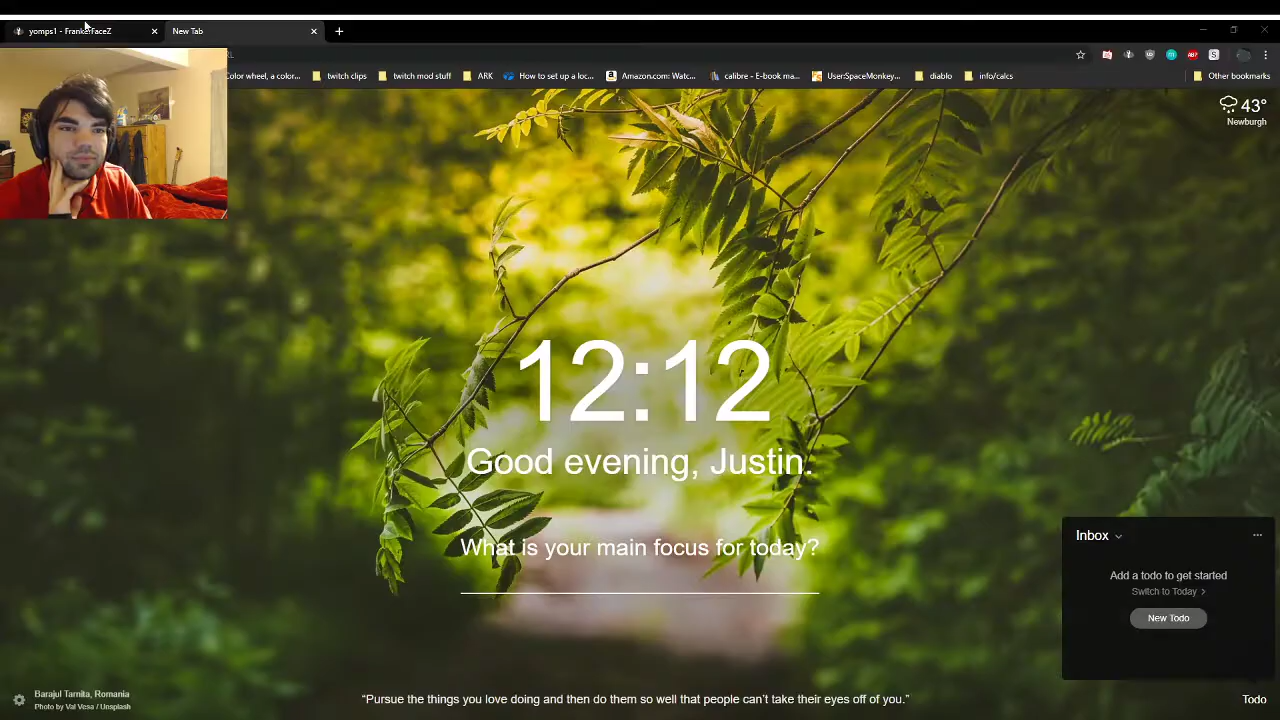 yomps1 - FrankerFaceZ
New Tab
Color wheel, a color...
twitch clips
twitch mod stuff
ARK
How to set up a loc...
Amazon.com: Watc...
calibre - E-book ma...
User:SpaceMonkey...
diablo
info/calcs
Other bookmarks
43°
Newburgh
12:12
Good evening, Justin.
What is your main focus for today?
Inbox
Add a todo to get started
Switch to Today
New Todo
Barajul Tarnita, Romania
Photo by Val Vesa / Unsplash
“Pursue the things you love doing and then do them so well that people can’t take their eyes off of you.”
Todo